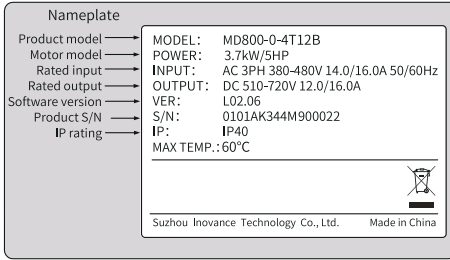 Nameplate
Product model
Motor model
Rated input
Rated output
Software version
Product S/N
IP rating
MODEL: MD800-0-4T12B
POWER: 3.7kW/5HP
INPUT: AC 3PH 380-480V 14.0/16.0A 50/60Hz
OUTPUT: DC 510-720V 12.0/16.0A
VER: L02.06
S/N: 0101AK344M900022
IP: IP40
MAX TEMP.: 60°C
Suzhou Inovance Technology Co., Ltd. Made in China